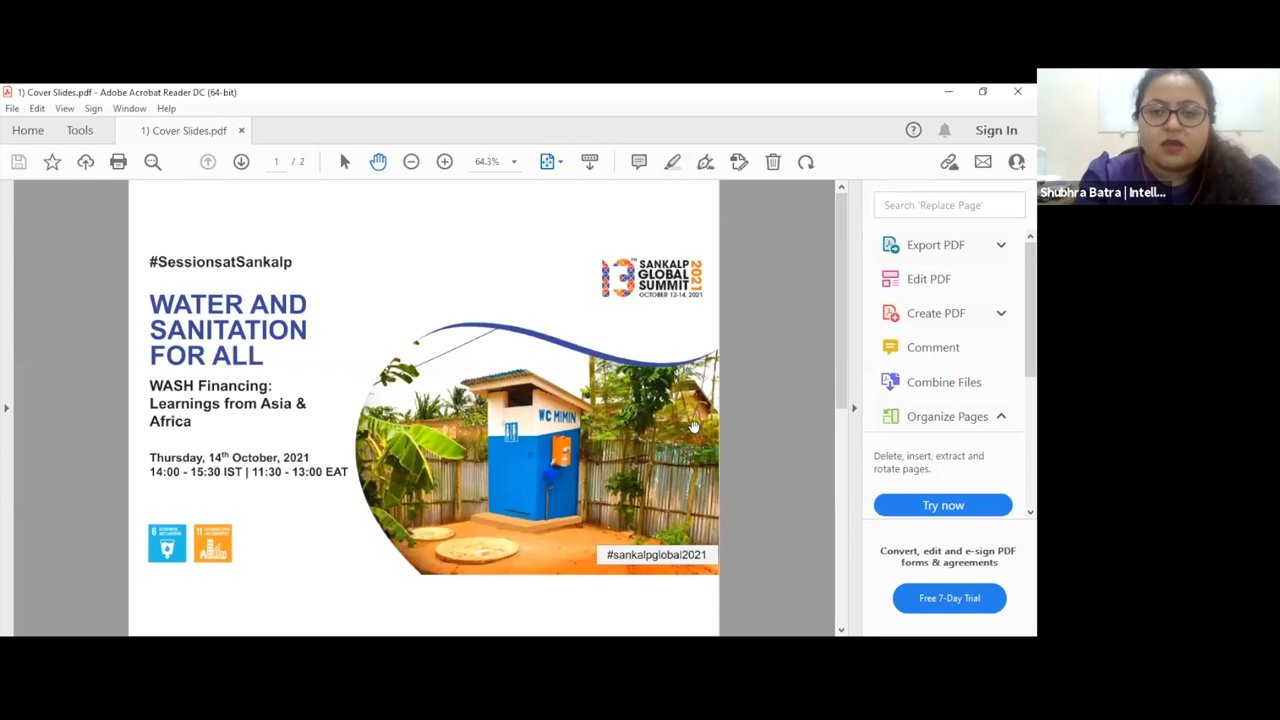 1) Cover Slides.pdf - Adobe Acrobat Reader DC (64-bit)
File Edit View Sign Window Help
Home Tools 1) Cover Slides.pdf × Sign In
1 / 2 64.3%
Search 'Replace Page'
Export PDF
Edit PDF
Create PDF
Comment
Combine Files
Organize Pages
Delete, insert, extract and
rotate pages.
Try now
Convert, edit and e-sign PDF
forms & agreements
Free 7-Day Trial
#SessionsatSankalp
13TH SANKALP
GLOBAL
SUMMIT
2021
OCTOBER 12-14, 2021
WATER AND
SANITATION
FOR ALL
WASH Financing:
Learnings from Asia &
Africa
Thursday, 14th October, 2021
14:00 - 15:30 IST | 11:30 - 13:00 EAT
WC MIMIN
6
11
#sankalpglobal2021
Shubhra Batra | Intell...